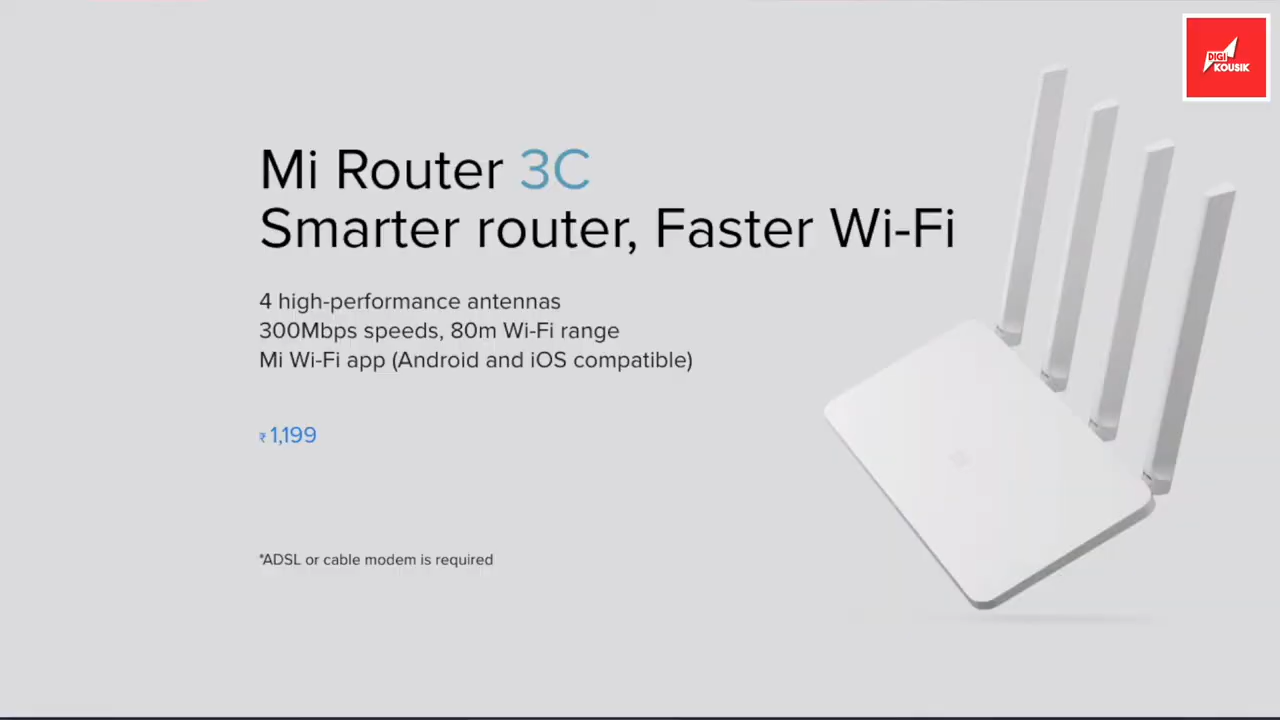 DIGI
KOUSIK
Mi Router 3C
Smarter router, Faster Wi-Fi
4 high-performance antennas
300Mbps speeds, 80m Wi-Fi range
Mi Wi-Fi app (Android and iOS compatible)
₹ 1,199
*ADSL or cable modem is required